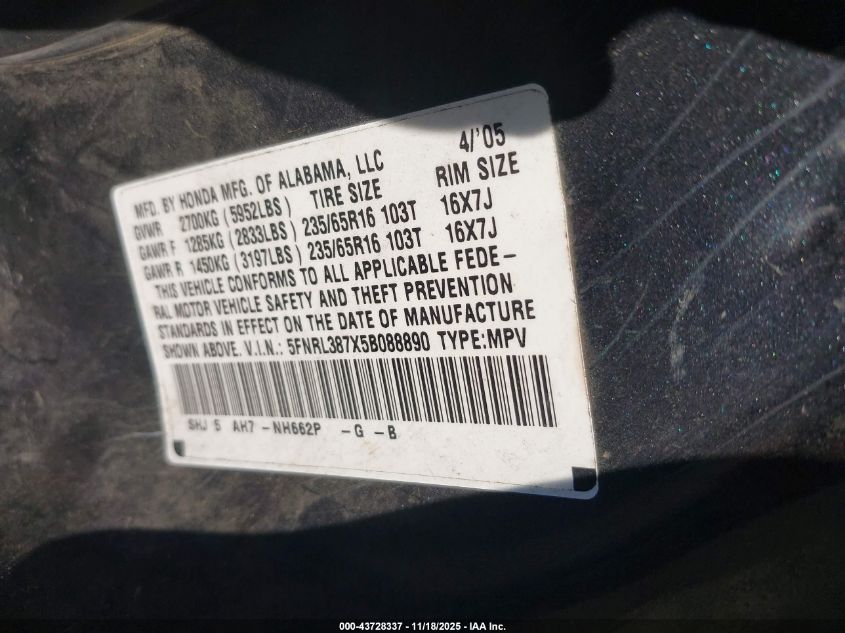 4/'05
MFD. BY HONDA MFG. OF ALABAMA, LLC
TIRE SIZE RIM SIZE
GVWR 2700KG (5952LBS)
GAWR F 1285KG (2833LBS) 235/65R16 103T 16X7J
GAWR R 1450KG (3197LBS) 235/65R16 103T 16X7J
THIS VEHICLE CONFORMS TO ALL APPLICABLE FEDE-
RAL MOTOR VEHICLE SAFETY AND THEFT PREVENTION
STANDARDS IN EFFECT ON THE DATE OF MANUFACTURE
SHOWN ABOVE. V.I.N.: 5FNRL387X5B088890 TYPE:MPV
SHJ 5 AH7 -NH662P -G -B
000-43728337 - 11/18/2025 - IAA Inc.